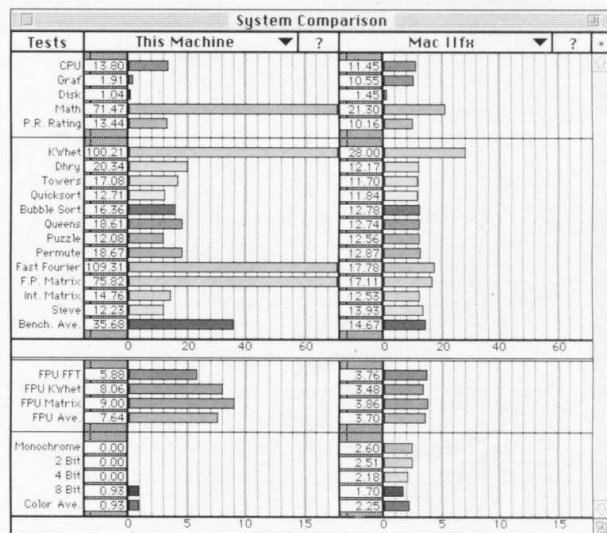 System Comparison
Tests This Machine ? Mac IIfx ? *
CPU 13.80 11.45
Graf 1.91 10.55
Disk 1.04 1.45
Math 71.47 21.30
P.R. Rating 13.44 10.16
KWhet 100.21 28.00
Dhry 20.34 12.17
Towers 17.08 11.70
Quicksort 12.71 11.84
Bubble Sort 16.36 12.78
Queens 18.61 12.74
Puzzle 12.08 12.56
Permute 18.67 12.87
Fast Fourier 109.31 17.78
F.P. Matrix 75.82 17.11
Int. Matrix 14.76 12.53
Sieve 12.23 13.93
Bench. Ave. 35.68 14.67
0 20 40 60 0 20 40 60
FPU FFT 5.88 3.76
FPU KWhet 8.06 3.48
FPU Matrix 9.00 3.86
FPU Ave. 7.64 3.70
Monochrome 0.00 2.60
2 Bit 0.00 2.51
4 Bit 0.00 2.18
8 Bit 0.93 1.70
Color Ave. 0.93 2.25
0 5 10 15 0 5 10 15